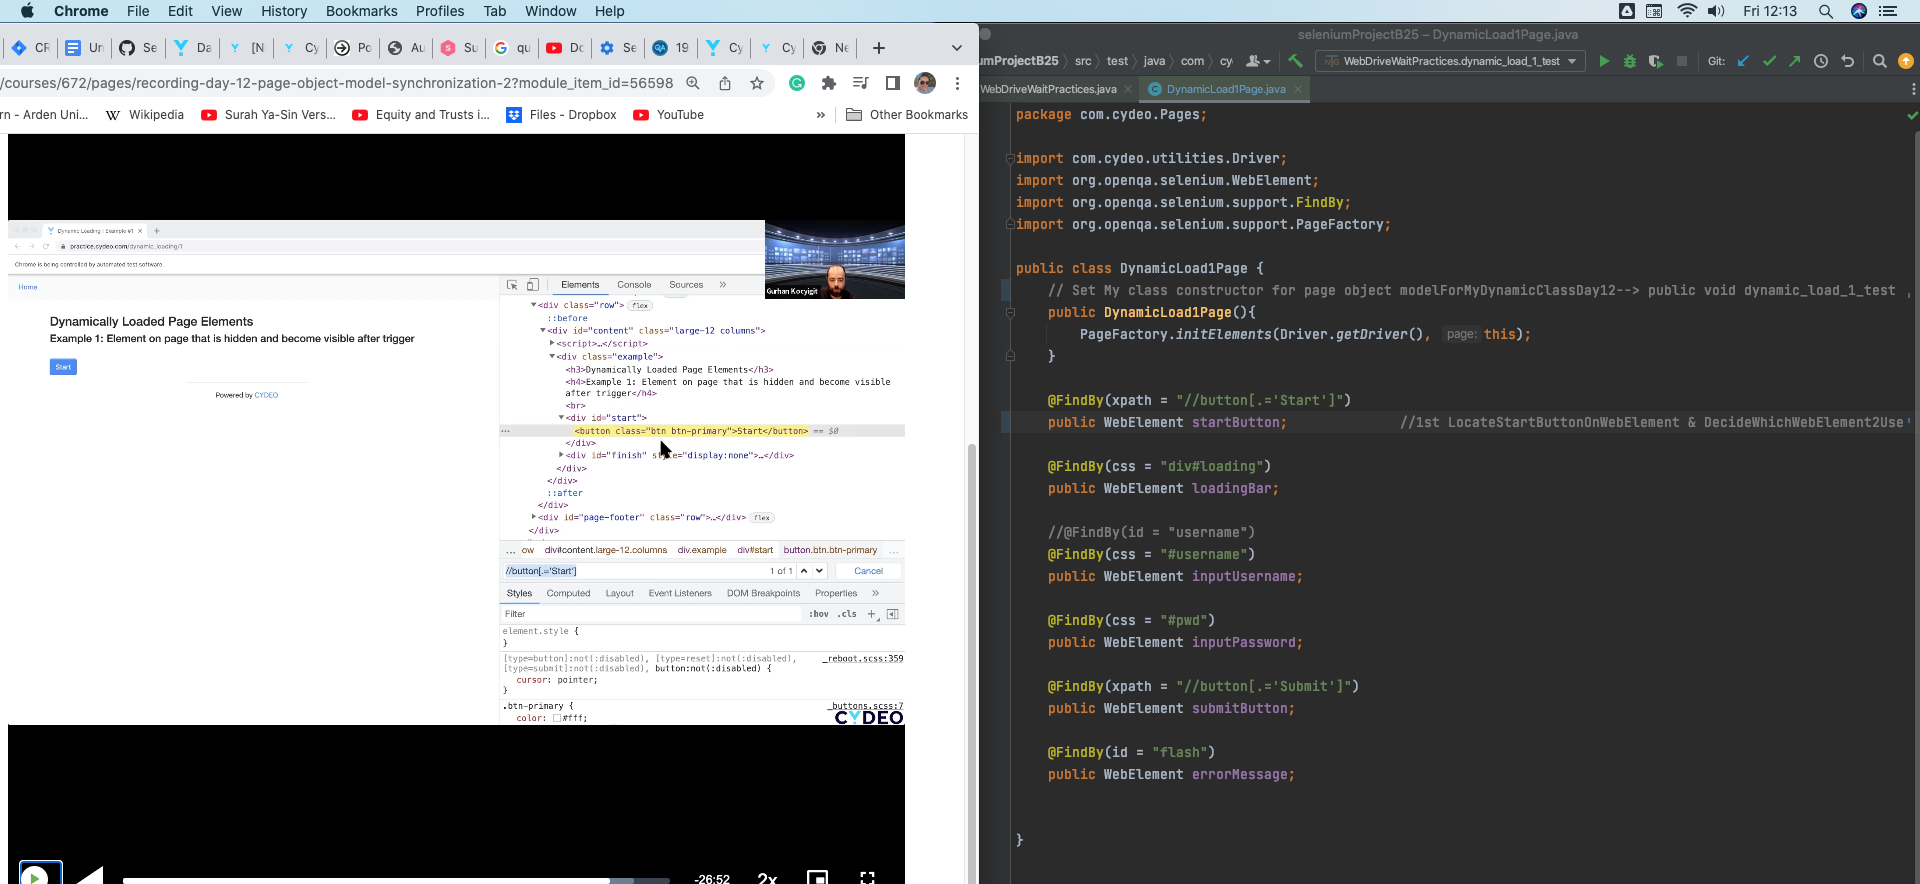 Chrome File Edit View History Bookmarks Profiles Tab Window Help
Fri 12:13
CF Un Se Da [N Cy Po Au Su qu Dc Se 19 Cy Cy Ne
/courses/672/pages/recording-day-12-page-object-model-synchronization-2?module_item_id=56598
rn - Arden Uni... Wikipedia Surah Ya-Sin Vers... Equity and Trusts i... Files - Dropbox YouTube » Other Bookmarks
Dynamic Loading | Example #1
practice.cydeo.com/dynamic_loading/1
Chrome is being controlled by automated test software.
Home
Gurhan Kocyigit
Dynamically Loaded Page Elements
Example 1: Element on page that is hidden and become visible after trigger
Start
Powered by CYDEO
Elements Console Sources »
<div class="row"> flex
::before
<div id="content" class="large-12 columns">
<script>…</script>
<div class="example">
<h3>Dynamically Loaded Page Elements</h3>
<h4>Example 1: Element on page that is hidden and become visible
after trigger</h4>
<br>
<div id="start">
<button class="btn btn-primary">Start</button> == $0
</div>
<div id="finish" style="display:none">…</div>
</div>
</div>
::after
</div>
<div id="page-footer" class="row">…</div> flex
</div>
... ow div#content.large-12.columns div.example div#start button.btn.btn-primary ...
//button[.='Start'] 1 of 1 Cancel
Styles Computed Layout Event Listeners DOM Breakpoints Properties »
Filter :hov .cls +
element.style {
}
[type=button]:not(:disabled), [type=reset]:not(:disabled), _reboot.scss:359
[type=submit]:not(:disabled), button:not(:disabled) {
cursor: pointer;
}
.btn-primary { _buttons.scss:7
color: #fff;
CYDEO
-26:52 2x
seleniumProjectB25 – DynamicLoad1Page.java
umProjectB25 src test java com cy WebDriveWaitPractices.dynamic_load_1_test Git:
WebDriveWaitPractices.java DynamicLoad1Page.java
package com.cydeo.Pages;
import com.cydeo.utilities.Driver;
import org.openqa.selenium.WebElement;
import org.openqa.selenium.support.FindBy;
import org.openqa.selenium.support.PageFactory;
public class DynamicLoad1Page {
// Set My class constructor for page object modelForMyDynamicClassDay12--> public void dynamic_load_1_test
public DynamicLoad1Page(){
PageFactory.initElements(Driver.getDriver(), page: this);
}
@FindBy(xpath = "//button[.='Start']")
public WebElement startButton; //1st LocateStartButtonOnWebElement & DecideWhichWebElement2Use
@FindBy(css = "div#loading")
public WebElement loadingBar;
//@FindBy(id = "username")
@FindBy(css = "#username")
public WebElement inputUsername;
@FindBy(css = "#pwd")
public WebElement inputPassword;
@FindBy(xpath = "//button[.='Submit']")
public WebElement submitButton;
@FindBy(id = "flash")
public WebElement errorMessage;
}